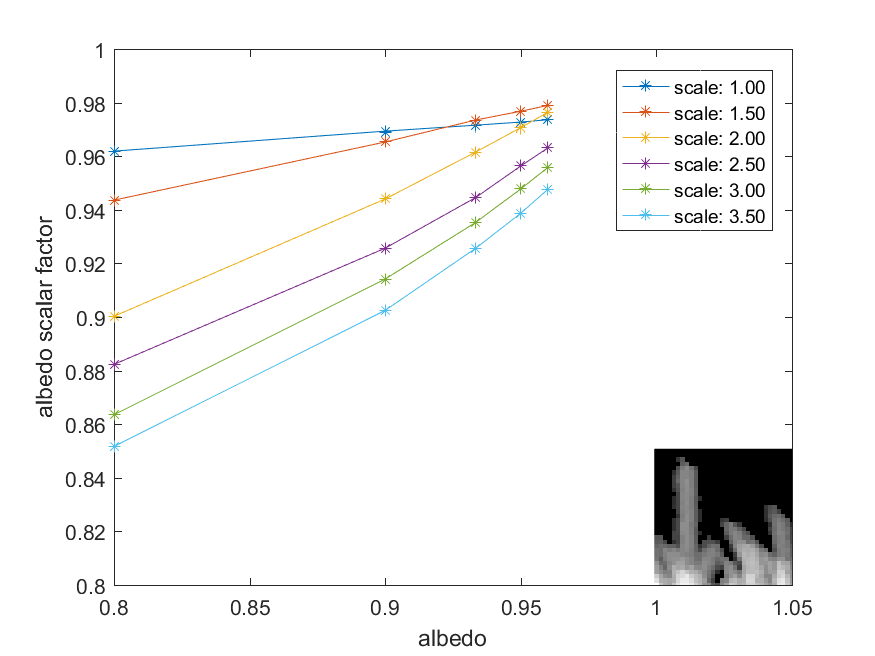 1
0.98
0.96
0.94
0.92
0.9
0.88
0.86
0.84
0.82
0.8
albedo scalar factor
scale: 1.00
scale: 1.50
scale: 2.00
scale: 2.50
scale: 3.00
scale: 3.50
0.8 0.85 0.9 0.95 1 1.05
albedo